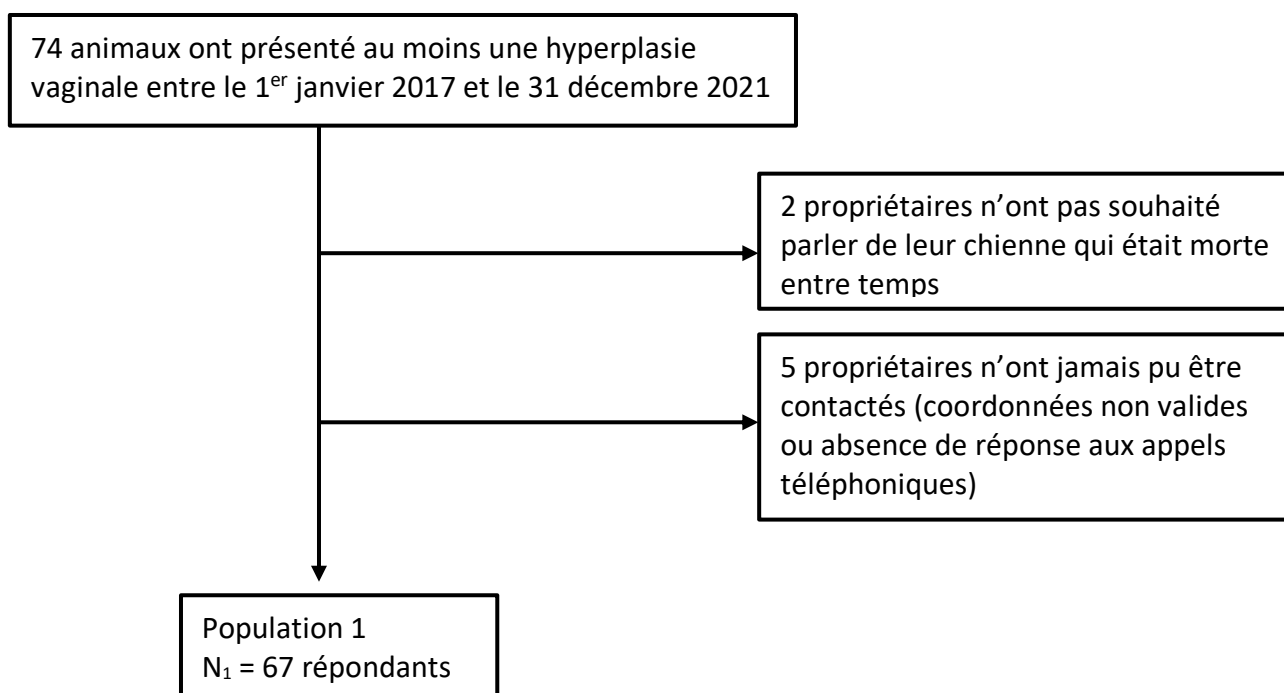 74 animaux ont présenté au moins une hyperplasie
vaginale entre le 1er janvier 2017 et le 31 décembre 2021
2 propriétaires n’ont pas souhaité
parler de leur chienne qui était morte
entre temps
5 propriétaires n’ont jamais pu être
contactés (coordonnées non valides
ou absence de réponse aux appels
téléphoniques)
Population 1
N1 = 67 répondants